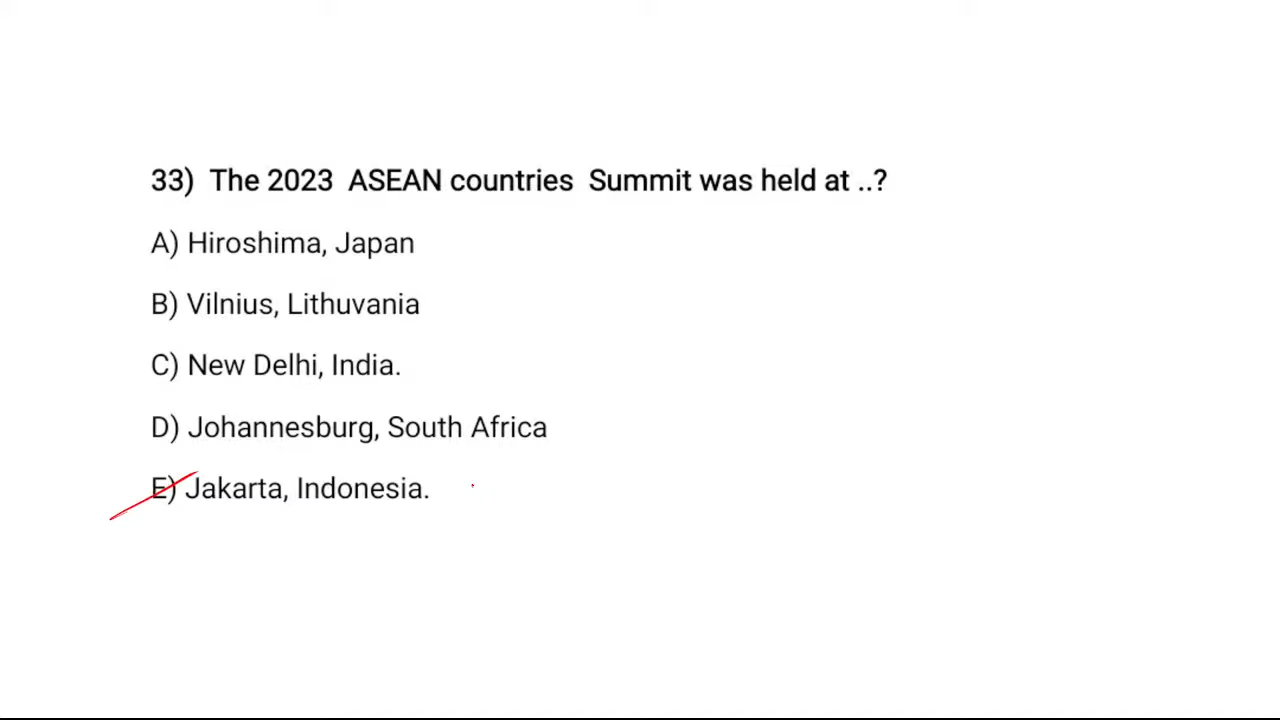 33) The 2023 ASEAN countries Summit was held at ..?
A) Hiroshima, Japan
B) Vilnius, Lithuvania
C) New Delhi, India.
D) Johannesburg, South Africa
E) Jakarta, Indonesia.